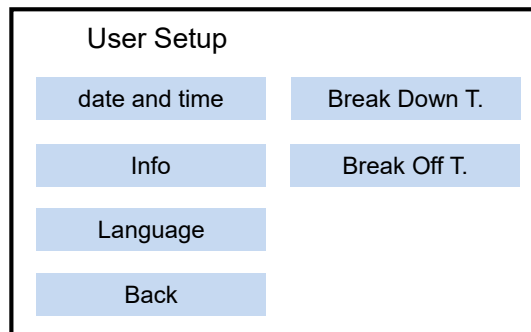 User Setup
date and time
Break Down T.
Info
Break Off T.
Language
Back